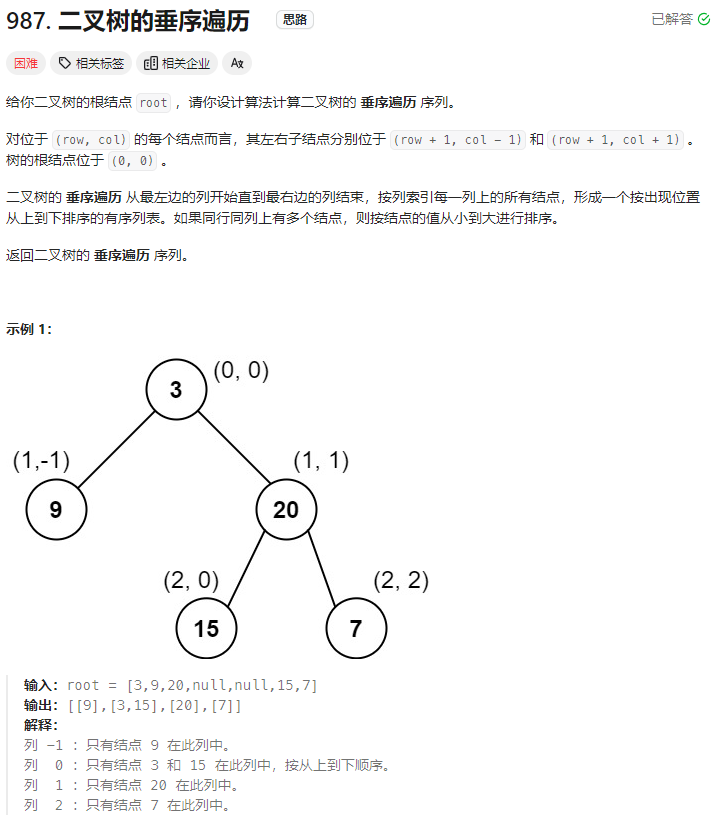 987. 二叉树的垂序遍历 思路 已解答
困难 相关标签 相关企业 Aあ
给你二叉树的根结点 root ，请你设计算法计算二叉树的 垂序遍历 序列。
对位于 (row, col) 的每个结点而言，其左右子结点分别位于 (row + 1, col - 1) 和 (row + 1, col + 1) 。
树的根结点位于 (0, 0) 。
二叉树的 垂序遍历 从最左边的列开始直到最右边的列结束，按列索引每一列上的所有结点，形成一个按出现位置
从上到下排序的有序列表。如果同行同列上有多个结点，则按结点的值从小到大进行排序。
返回二叉树的 垂序遍历 序列。
示例 1：
3 (0, 0)
(1,-1) (1, 1)
9 20
(2, 0) (2, 2)
15 7
输入：root = [3,9,20,null,null,15,7]
输出：[[9],[3,15],[20],[7]]
解释：
列 -1 ：只有结点 9 在此列中。
列 0 ：只有结点 3 和 15 在此列中，按从上到下顺序。
列 1 ：只有结点 20 在此列中。
列 2 ：只有结点 7 在此列中。